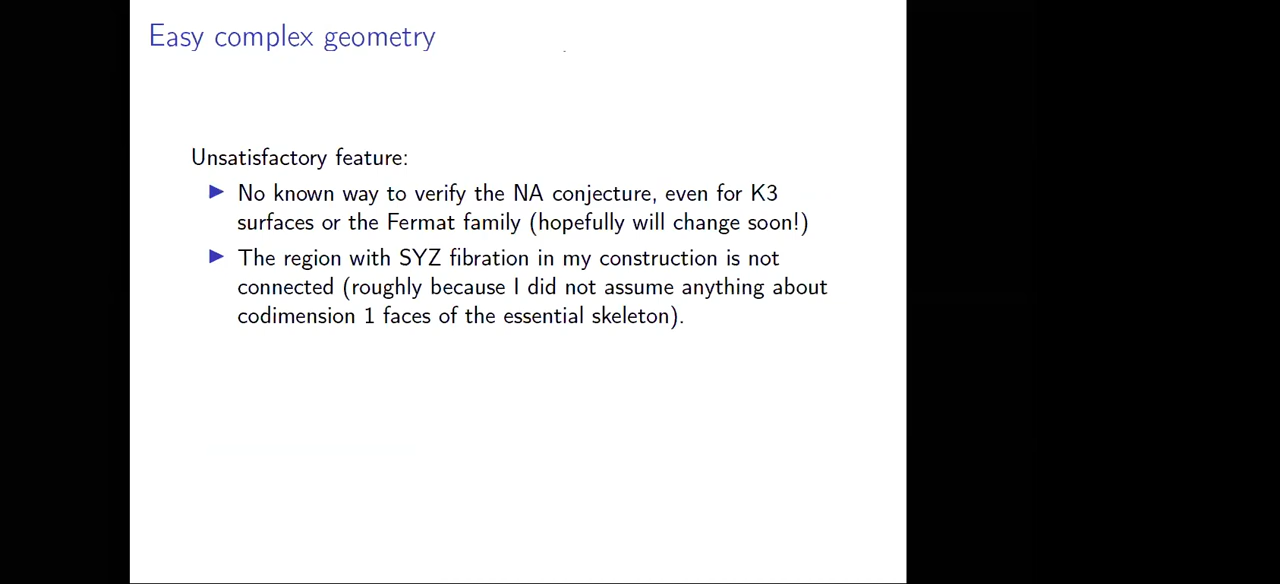 Easy complex geometry
Unsatisfactory feature:
▶ No known way to verify the NA conjecture, even for K3
surfaces or the Fermat family (hopefully will change soon!)
▶ The region with SYZ fibration in my construction is not
connected (roughly because I did not assume anything about
codimension 1 faces of the essential skeleton).